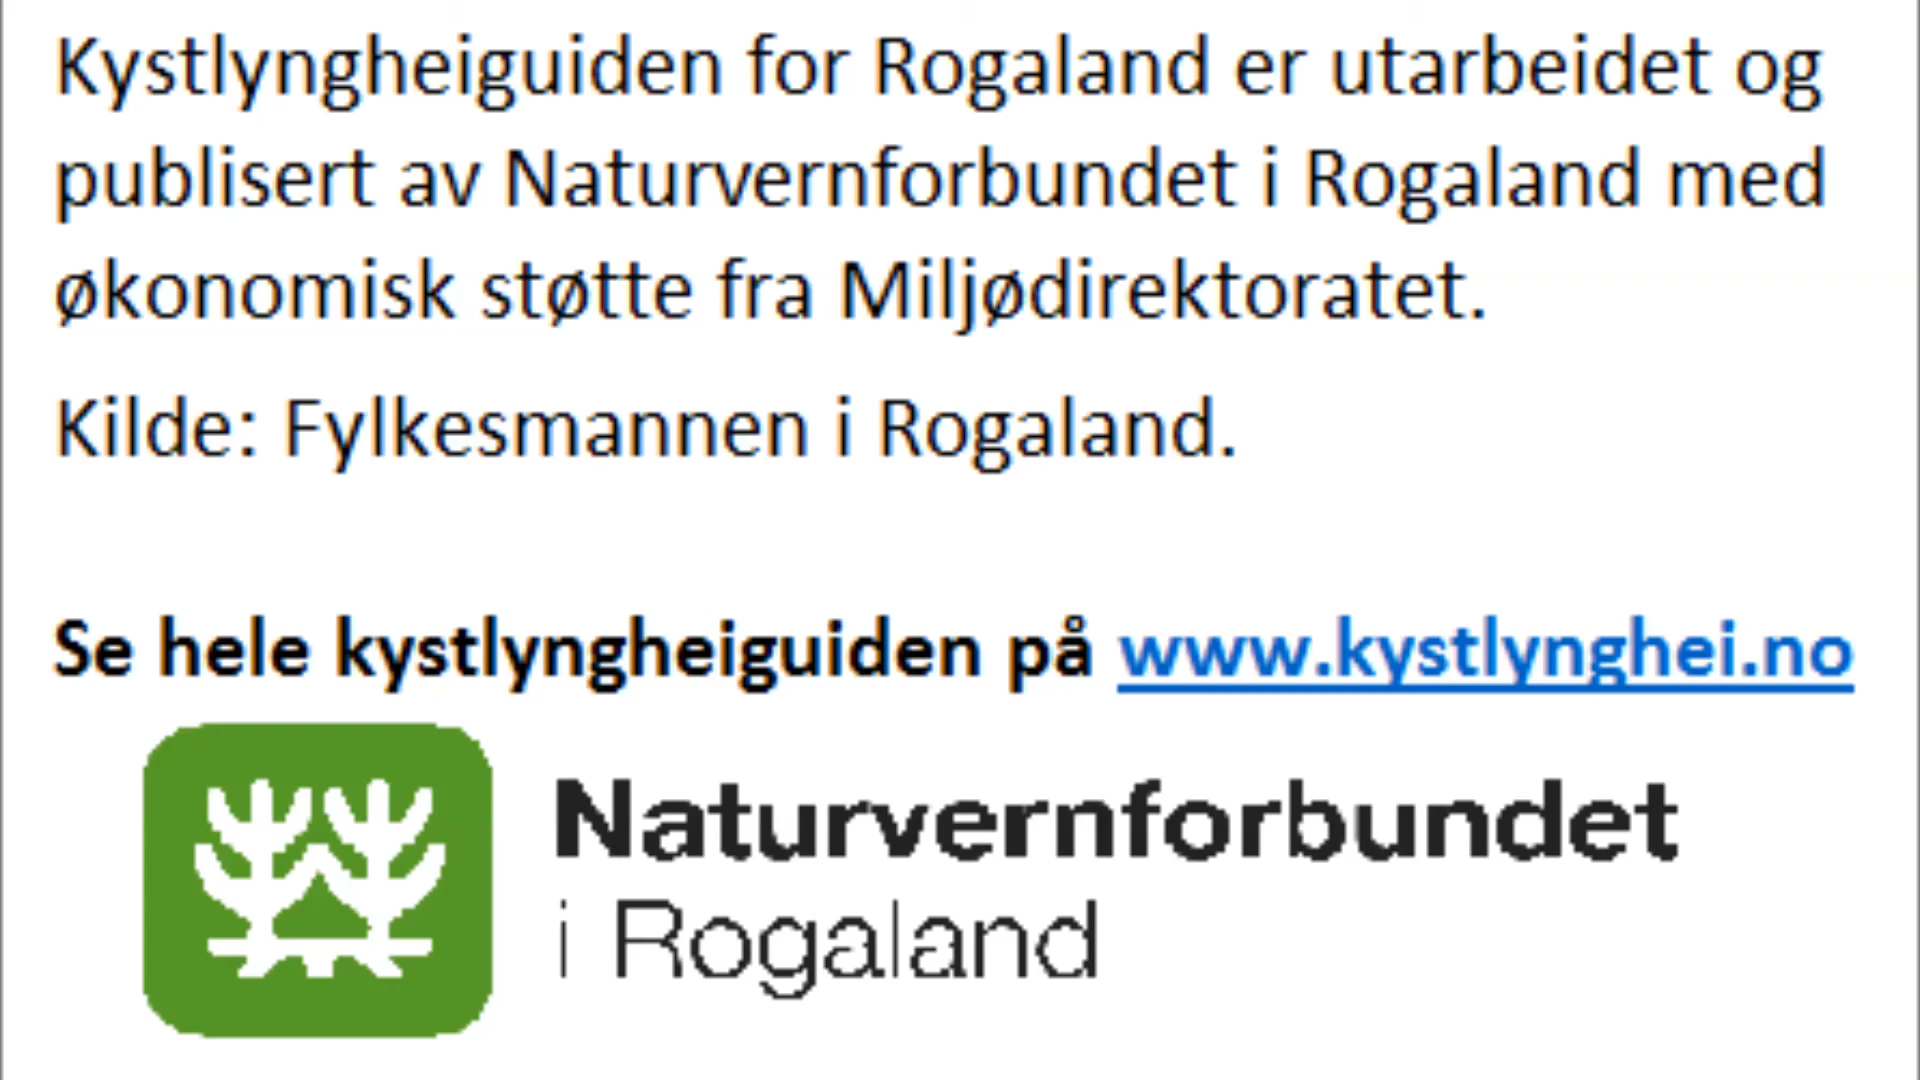 Kystlyngheiguiden for Rogaland er utarbeidet og
publisert av Naturvernforbundet i Rogaland med
økonomisk støtte fra Miljødirektoratet.
Kilde: Fylkesmannen i Rogaland.
Se hele kystlyngheiguiden på www.kystlynghei.no
Naturvernforbundet
i Rogaland